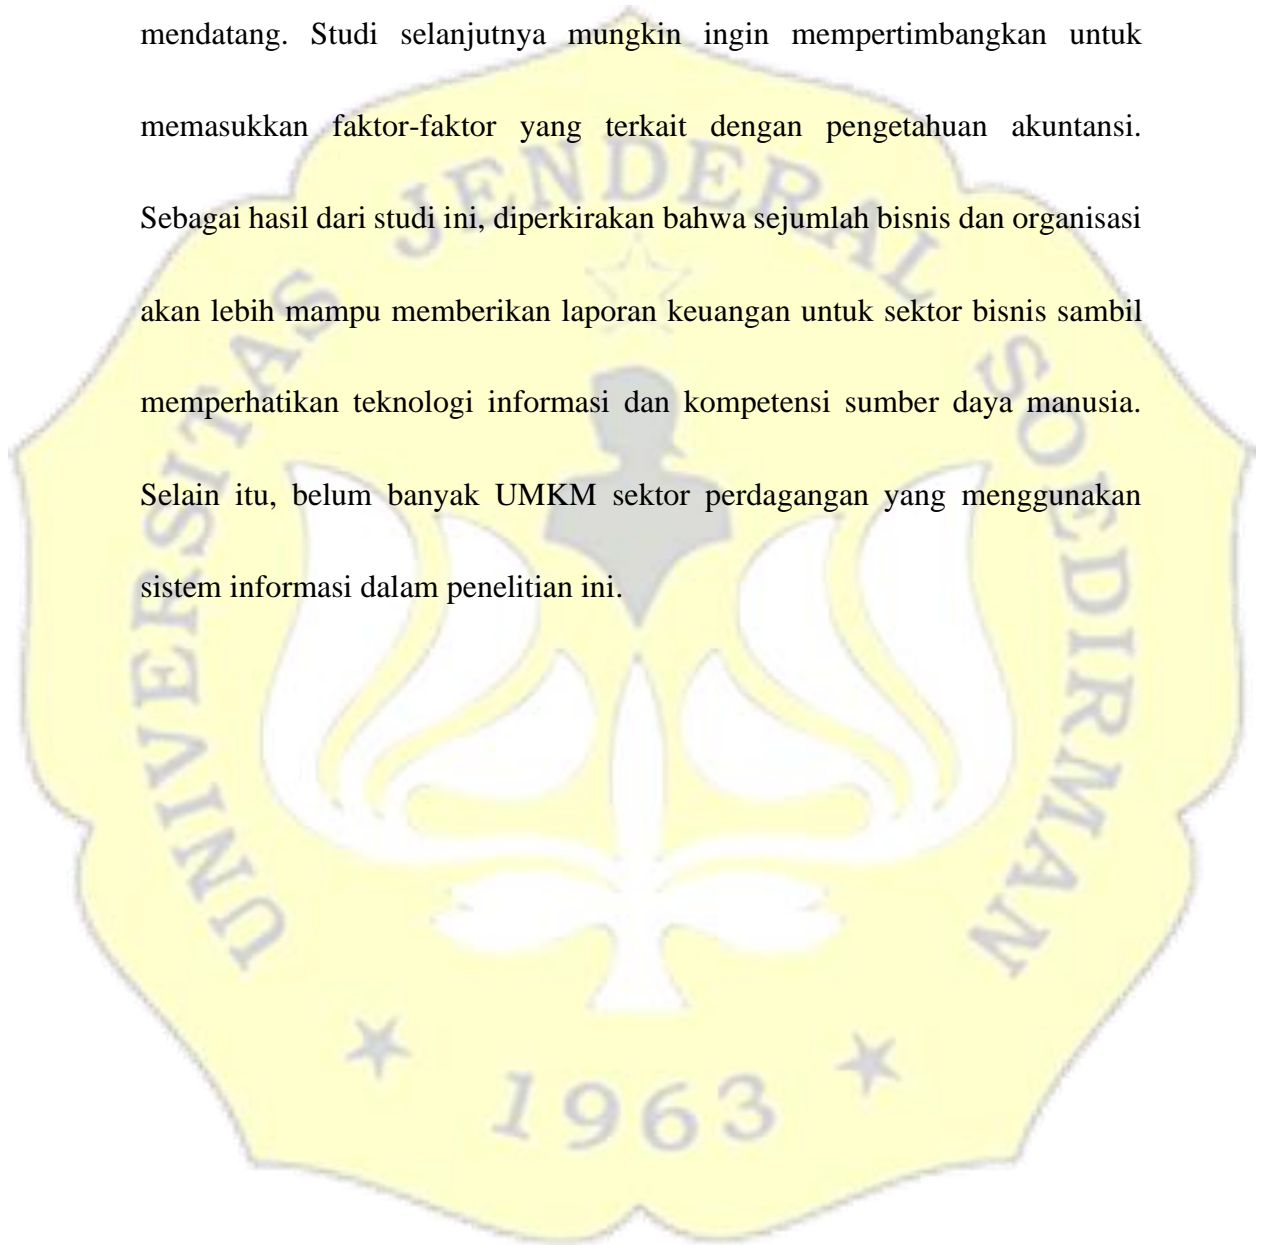 mendatang. Studi selanjutnya mungkin ingin mempertimbangkan untuk
memasukkan faktor-faktor yang terkait dengan pengetahuan akuntansi.
Sebagai hasil dari studi ini, diperkirakan bahwa sejumlah bisnis dan organisasi
akan lebih mampu memberikan laporan keuangan untuk sektor bisnis sambil
memperhatikan teknologi informasi dan kompetensi sumber daya manusia.
Selain itu, belum banyak UMKM sektor perdagangan yang menggunakan
sistem informasi dalam penelitian ini.
UNIVERSITAS JENDERAL SOEDIRMAN
1963